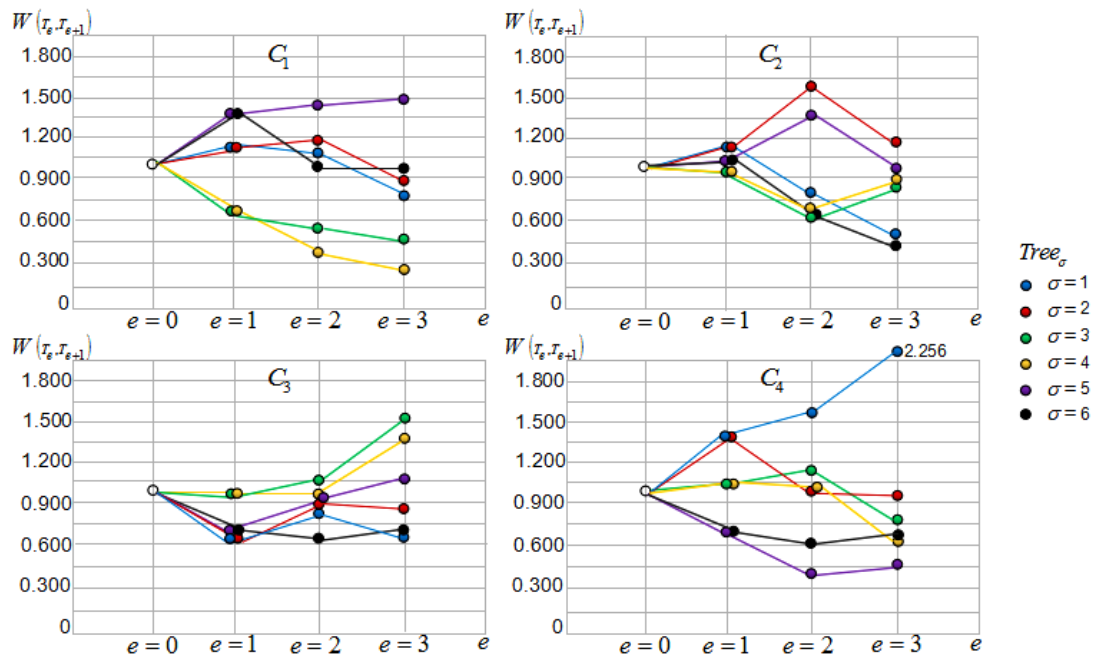 W(τₑ,τₑ₊₁)
C₁
1.800
1.500
1.200
0.900
0.600
0.300
0
e = 0 e = 1 e = 2 e = 3 e
W(τₑ,τₑ₊₁)
C₂
1.800
1.500
1.200
0.900
0.600
0.300
0
e = 0 e = 1 e = 2 e = 3 e
W(τₑ,τₑ₊₁)
C₃
1.800
1.500
1.200
0.900
0.600
0.300
0
e = 0 e = 1 e = 2 e = 3 e
W(τₑ,τₑ₊₁)
2.256
C₄
1.800
1.500
1.200
0.900
0.600
0.300
0
e = 0 e = 1 e = 2 e = 3 e
Tree_σ
σ = 1
σ = 2
σ = 3
σ = 4
σ = 5
σ = 6